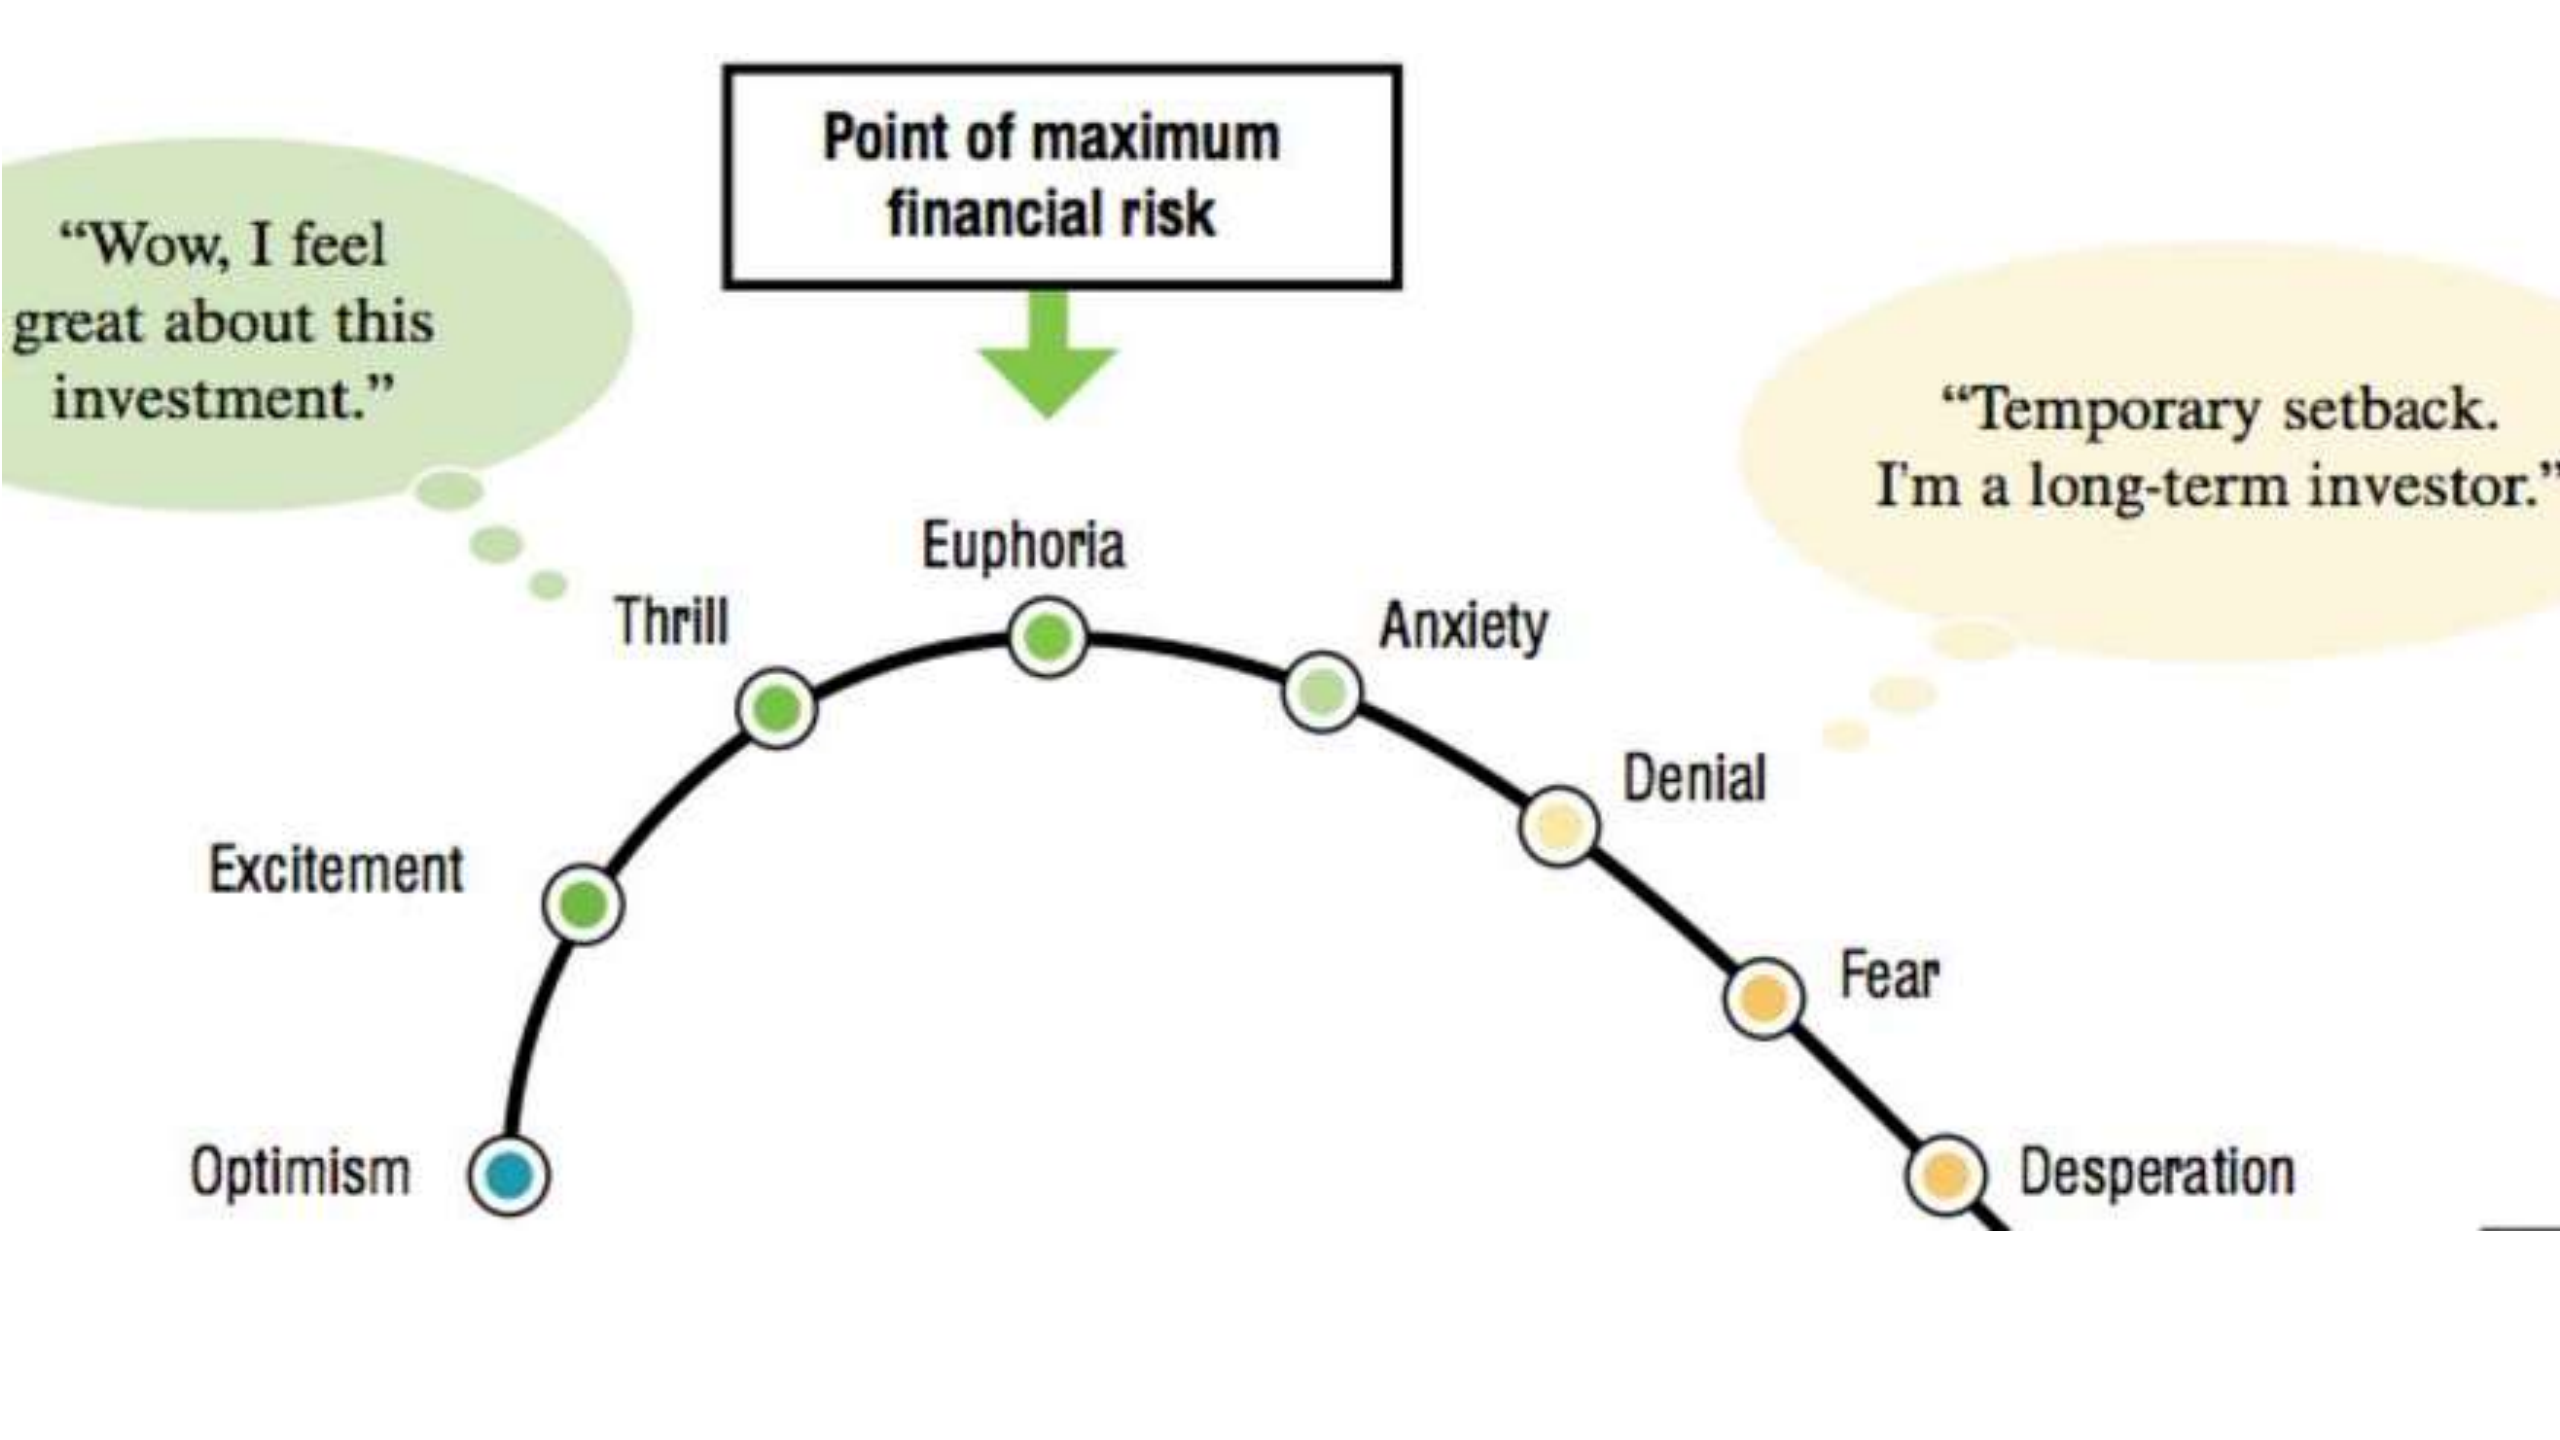 Point of maximum
financial risk
“Wow, I feel
great about this
investment.”
“Temporary setback.
I'm a long-term investor.”
Euphoria
Thrill
Anxiety
Denial
Excitement
Fear
Optimism
Desperation